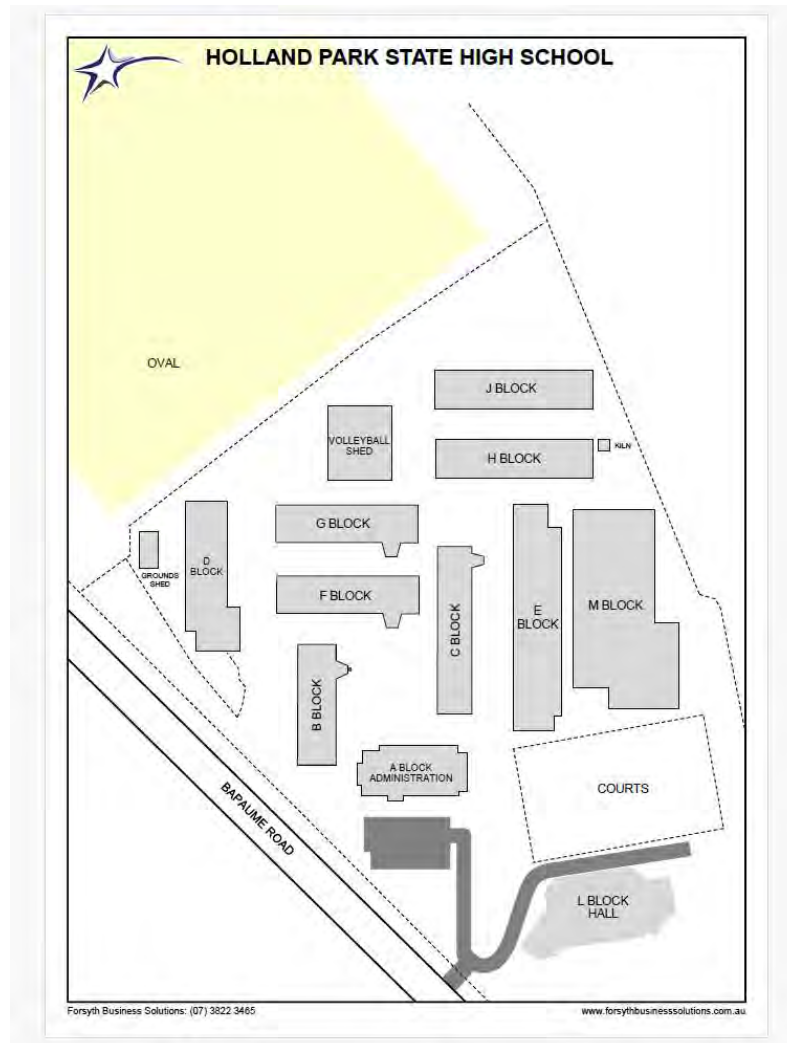 HOLLAND PARK STATE HIGH SCHOOL
OVAL
J BLOCK
VOLLEYBALL
SHED
H BLOCK
KILN
G BLOCK
D
BLOCK
GROUNDS
SHED
F BLOCK
C BLOCK
E
BLOCK
M BLOCK
B BLOCK
A BLOCK
ADMINISTRATION
COURTS
BAPAUME ROAD
L BLOCK
HALL
Forsyth Business Solutions: (07) 3822 3465
www.forsythbusinesssolutions.com.au